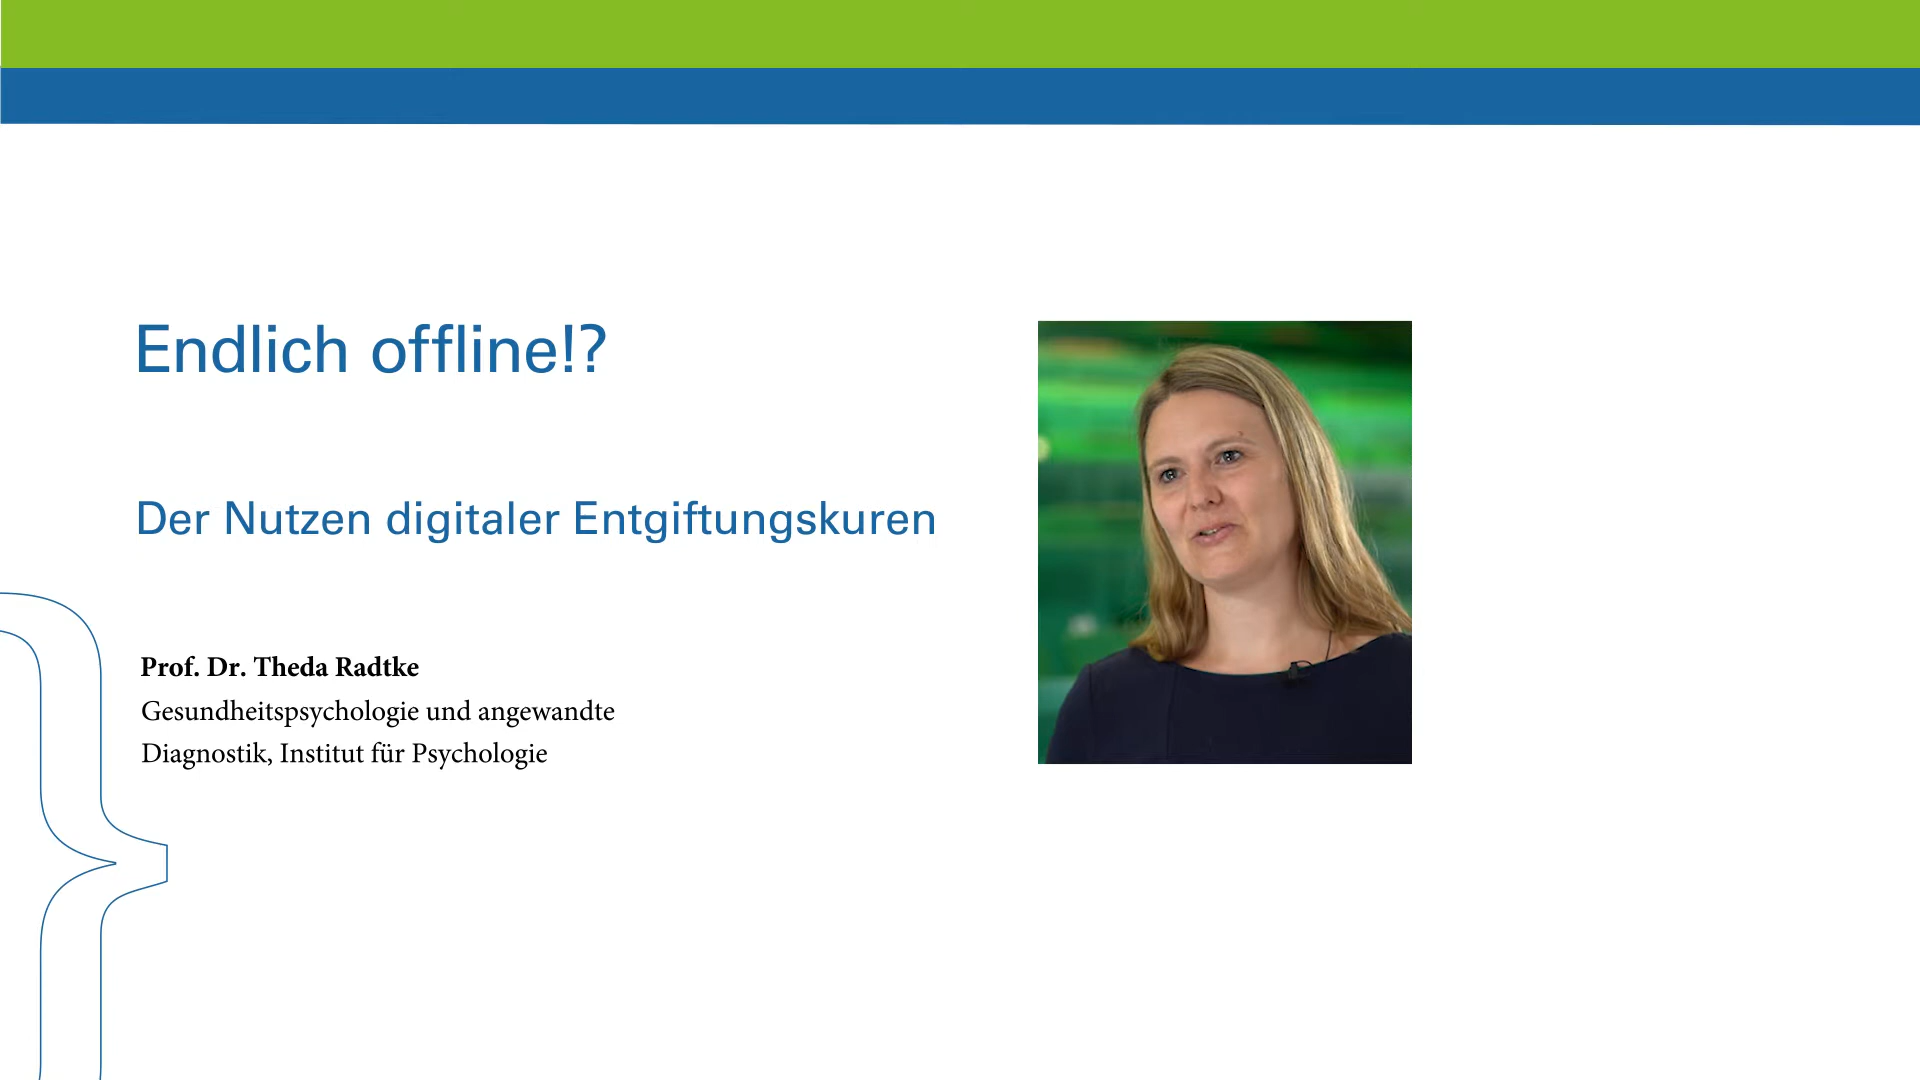 Endlich offline!?
Der Nutzen digitaler Entgiftungskuren
Prof. Dr. Theda Radtke
Gesundheitspsychologie und angewandte
Diagnostik, Institut für Psychologie